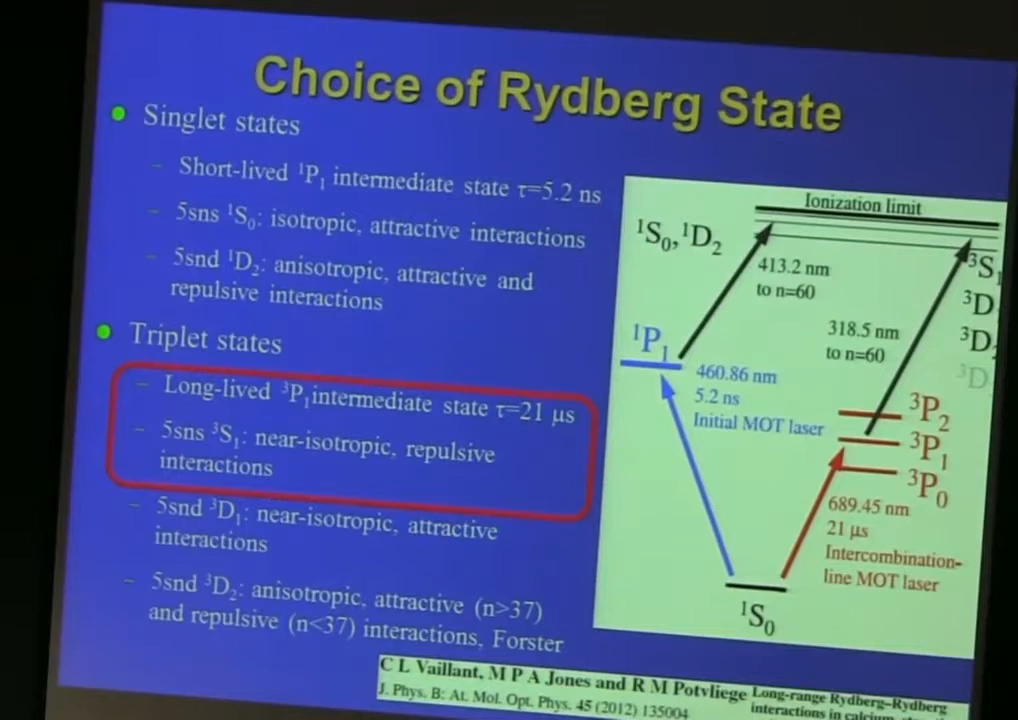 Choice of Rydberg State
Singlet states
– Short-lived ¹P₁ intermediate state τ=5.2 ns
– 5sns ¹S₀: isotropic, attractive interactions
– 5snd ¹D₂: anisotropic, attractive and
repulsive interactions
Triplet states
– Long-lived ³P₁intermediate state τ=21 μs
– 5sns ³S₁: near-isotropic, repulsive
interactions
– 5snd ³D₁: near-isotropic, attractive
interactions
– 5snd ³D₂: anisotropic, attractive (n>37)
and repulsive (n<37) interactions, Forster
Ionization limit
¹S₀,¹D₂
413.2 nm
to n=60
³S₁
³D
³D
³D
318.5 nm
to n=60
¹P₁
460.86 nm
5.2 ns
Initial MOT laser
³P₂
³P₁
³P₀
689.45 nm
21 μs
Intercombination-
line MOT laser
¹S₀
C L Vaillant, M P A Jones and R M Potvliege
J. Phys. B: At. Mol. Opt. Phys. 45 (2012) 135004
Long-range Rydberg–Rydberg
interactions in calcium